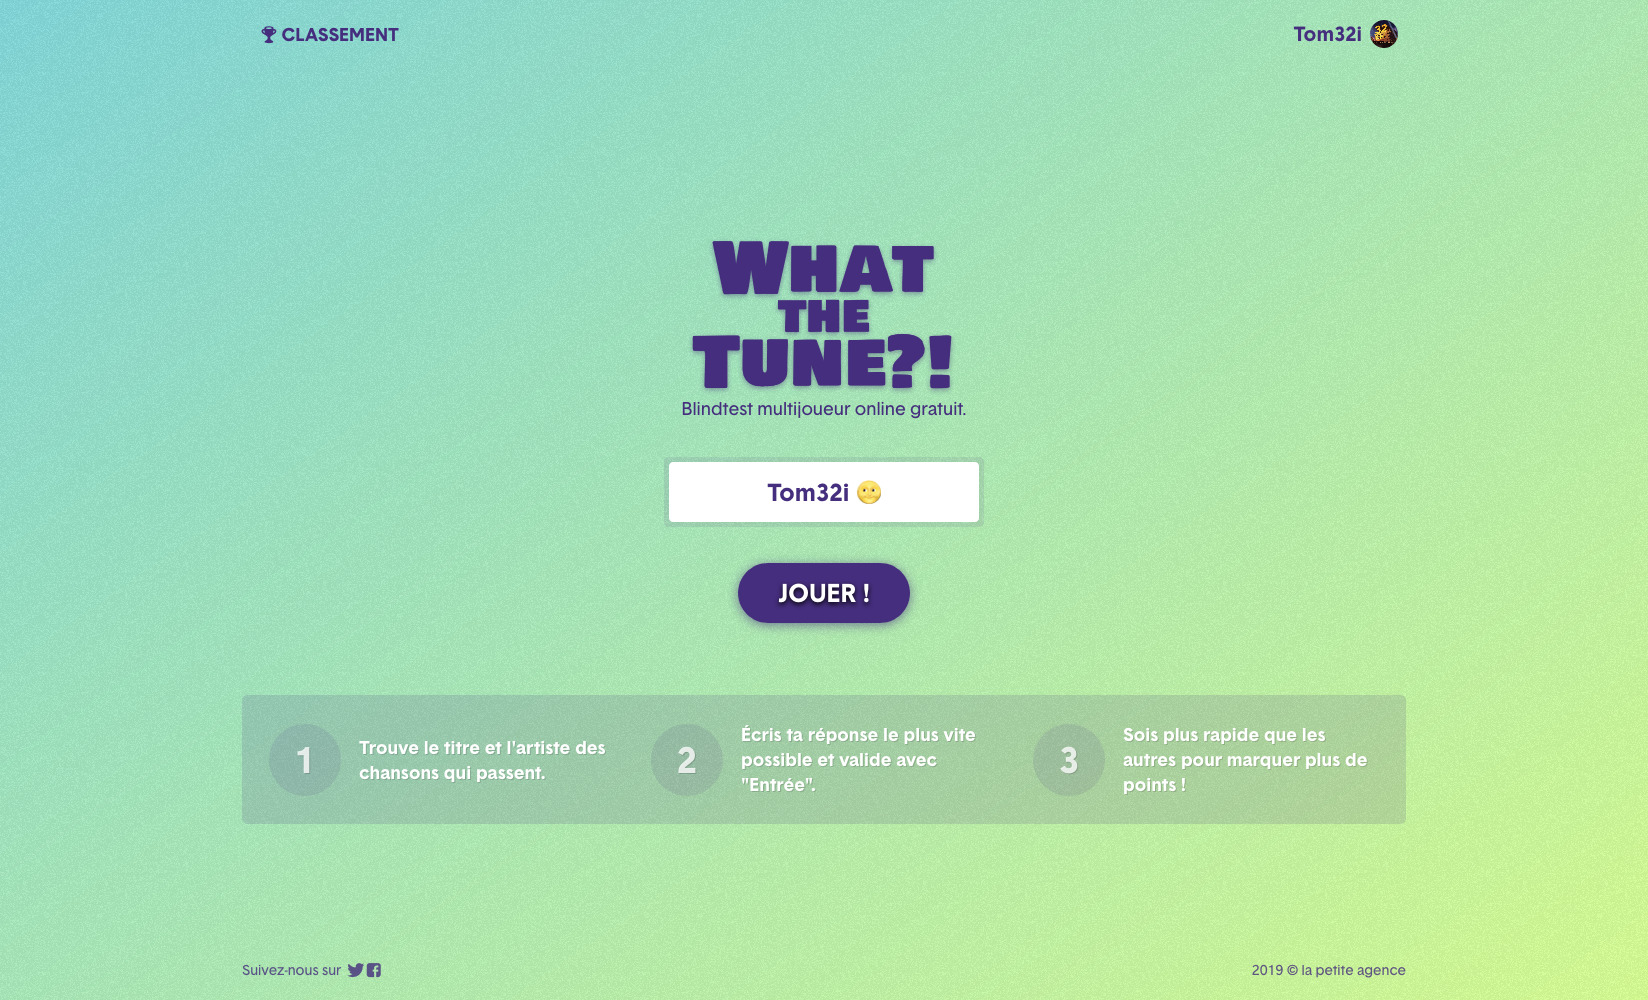 CLASSEMENT
Tom32i
WHAT
THE
TUNE?!
Blindtest multijoueur online gratuit.
Tom32i 🌝
JOUER !
1
Trouve le titre et l'artiste des
chansons qui passent.
2
Écris ta réponse le plus vite
possible et valide avec
"Entrée".
3
Sois plus rapide que les
autres pour marquer plus de
points !
Suivez-nous sur
2019 © la petite agence